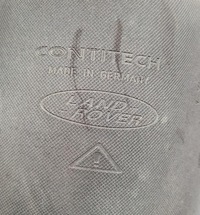 CONTITECH
MADE IN GERMANY
LAND-
ROVER